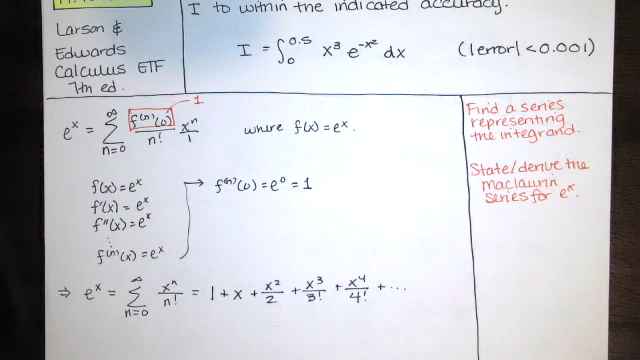 I to within the indicated accuracy.
Larson &
Edwards
Calculus ETF
7th ed.
I = ∫₀^0.5 x³ e^(-x²) dx (|error| < 0.001)
e^x = ∑_{n=0}^∞ f^(n)(0)/n! x^n/1 where f(x) = e^x.
1
f(x) = e^x
f'(x) = e^x
f''(x) = e^x
⋮
f^(n)(x) = e^x
f^(n)(0) = e^0 = 1
⇒ e^x = ∑_{n=0}^∞ x^n/n! = 1 + x + x²/2 + x³/3! + x⁴/4! + ...
Find a series
representing
the integrand.
State/derive the
maclaurin
series for e^x.